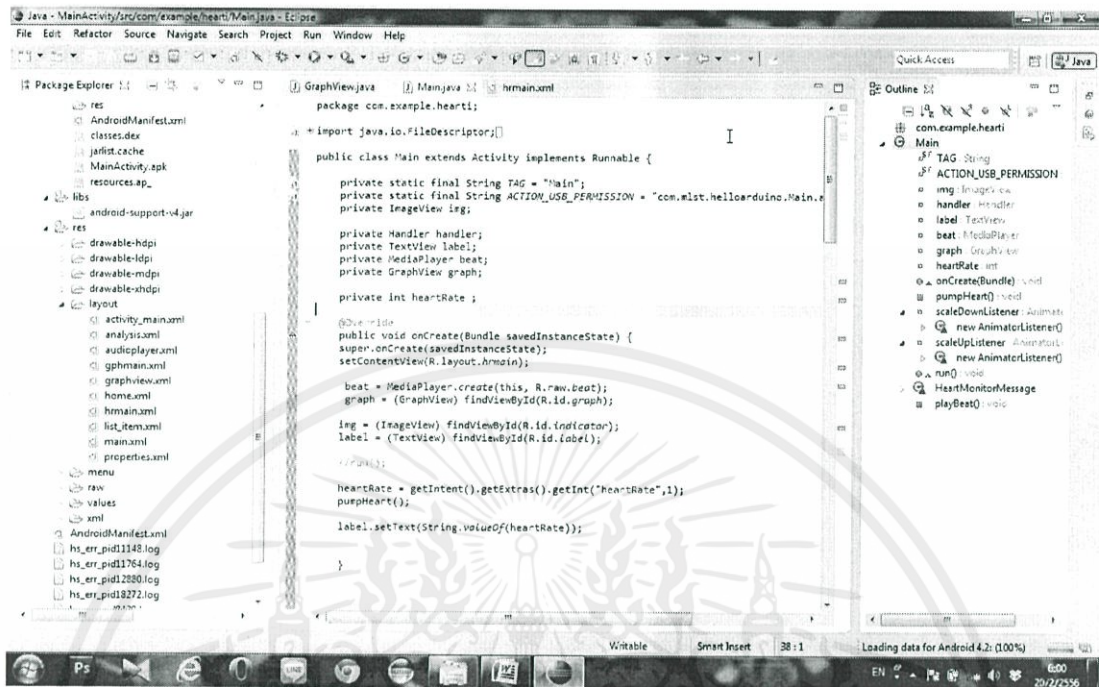 Java - MainActivity/src/com/example/hearti/Main.java - Eclipse
File Edit Refactor Source Navigate Search Project Run Window Help
Quick Access
Java
Package Explorer
res
AndroidManifest.xml
classes.dex
jarlist.cache
MainActivity.apk
resources.ap_
libs
android-support-v4.jar
res
drawable-hdpi
drawable-ldpi
drawable-mdpi
drawable-xhdpi
layout
activity_main.xml
analysis.xml
audioplayer.xml
gphmain.xml
graphview.xml
home.xml
hrmain.xml
list_item.xml
main.xml
properties.xml
menu
raw
values
xml
AndroidManifest.xml
hs_err_pid11148.log
hs_err_pid11764.log
hs_err_pid12880.log
hs_err_pid18272.log
GraphView.java Main.java hrmain.xml
package com.example.hearti;
import java.io.FileDescriptor;
public class Main extends Activity implements Runnable {
private static final String TAG = "Main";
private static final String ACTION_USB_PERMISSION = "com.mlst.helloarduino.Main.a
private ImageView img;
private Handler handler;
private TextView label;
private MediaPlayer beat;
private GraphView graph;
private int heartRate ;
@Override
public void onCreate(Bundle savedInstanceState) {
super.onCreate(savedInstanceState);
setContentView(R.layout.hrmain);
beat = MediaPlayer.create(this, R.raw.beat);
graph = (GraphView) findViewById(R.id.graph);
img = (ImageView) findViewById(R.id.indicator);
label = (TextView) findViewById(R.id.label);
//run();
heartRate = getIntent().getExtras().getInt("heartRate",1);
pumpHeart();
label.setText(String.valueOf(heartRate));
}
Outline
com.example.hearti
Main
TAG : String
ACTION_USB_PERMISSION
img : ImageView
handler : Handler
label : TextView
beat : MediaPlayer
graph : GraphView
heartRate : int
onCreate(Bundle) : void
pumpHeart() : void
scaleDownListener : Animat
new AnimatorListener()
scaleUpListener : AnimatorL
new AnimatorListener()
run() : void
HeartMonitorMessage
playBeat() : void
Writable Smart Insert 38 : 1 Loading data for Android 4.2: (100%)
Ps
LINE
EN
6:00
20/2/2556